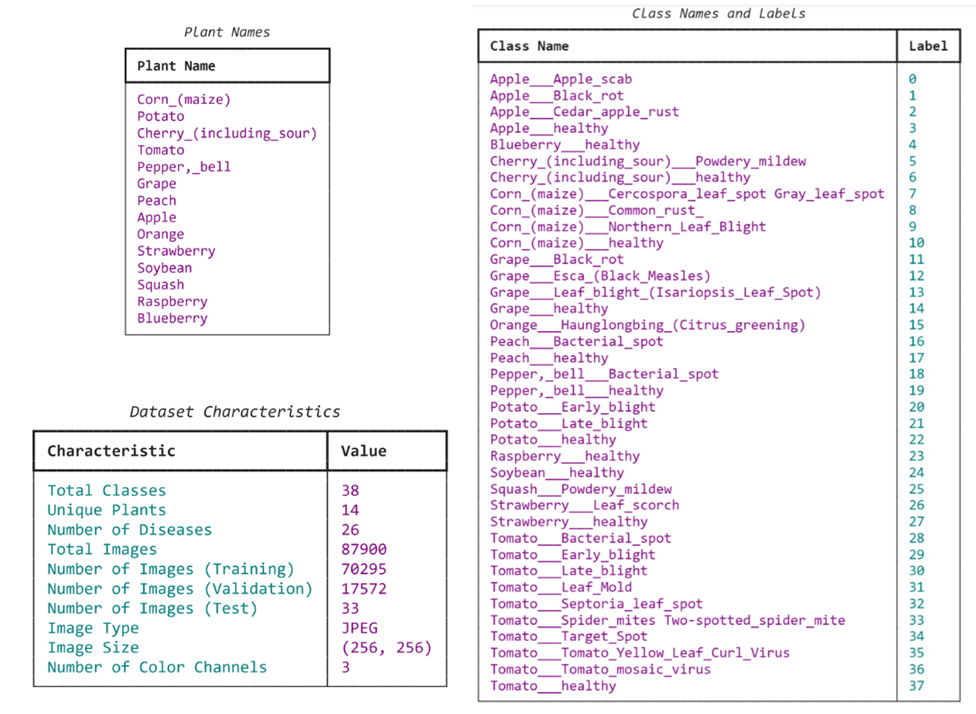 Plant Names
Plant Name
Corn_(maize)
Potato
Cherry_(including_sour)
Tomato
Pepper,_bell
Grape
Peach
Apple
Orange
Strawberry
Soybean
Squash
Raspberry
Blueberry
Dataset Characteristics
Characteristic Value
Total Classes 38
Unique Plants 14
Number of Diseases 26
Total Images 87900
Number of Images (Training) 70295
Number of Images (Validation) 17572
Number of Images (Test) 33
Image Type JPEG
Image Size (256, 256)
Number of Color Channels 3
Class Names and Labels
Class Name Label
Apple___Apple_scab 0
Apple___Black_rot 1
Apple___Cedar_apple_rust 2
Apple___healthy 3
Blueberry___healthy 4
Cherry_(including_sour)___Powdery_mildew 5
Cherry_(including_sour)___healthy 6
Corn_(maize)___Cercospora_leaf_spot Gray_leaf_spot 7
Corn_(maize)___Common_rust_ 8
Corn_(maize)___Northern_Leaf_Blight 9
Corn_(maize)___healthy 10
Grape___Black_rot 11
Grape___Esca_(Black_Measles) 12
Grape___Leaf_blight_(Isariopsis_Leaf_Spot) 13
Grape___healthy 14
Orange___Haunglongbing_(Citrus_greening) 15
Peach___Bacterial_spot 16
Peach___healthy 17
Pepper,_bell___Bacterial_spot 18
Pepper,_bell___healthy 19
Potato___Early_blight 20
Potato___Late_blight 21
Potato___healthy 22
Raspberry___healthy 23
Soybean___healthy 24
Squash___Powdery_mildew 25
Strawberry___Leaf_scorch 26
Strawberry___healthy 27
Tomato___Bacterial_spot 28
Tomato___Early_blight 29
Tomato___Late_blight 30
Tomato___Leaf_Mold 31
Tomato___Septoria_leaf_spot 32
Tomato___Spider_mites Two-spotted_spider_mite 33
Tomato___Target_Spot 34
Tomato___Tomato_Yellow_Leaf_Curl_Virus 35
Tomato___Tomato_mosaic_virus 36
Tomato___healthy 37